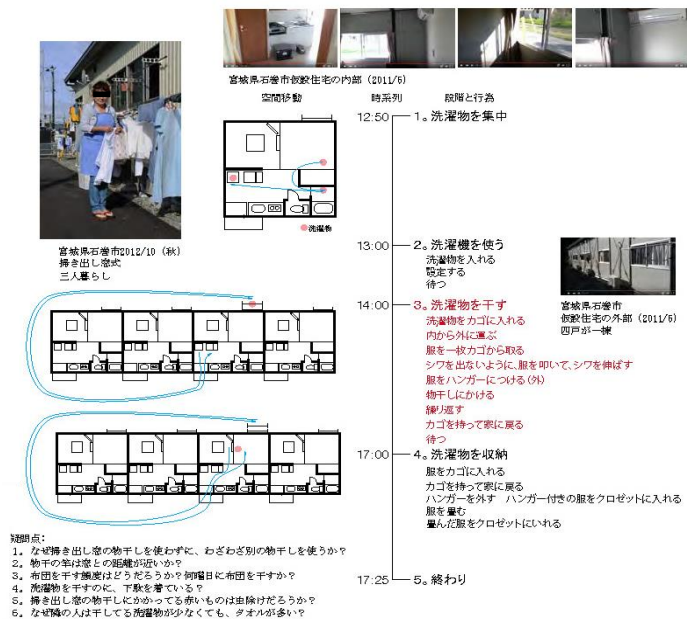 宮城県石巻市仮設住宅の内部（2011/6）
空間移動
時系列
段階と行為
12:50
1。洗濯物を集中
洗濯物
宮城県石巻市2012/10（秋）
掃き出し窓式
三人暮らし
13:00
2。洗濯機を使う
洗濯物を入れる
設定する
待つ
宮城県石巻市
仮設住宅の外部（2011/6）
四戸が一棟
14:00
3。洗濯物を干す
洗濯物をカゴに入れる
内から外に運ぶ
服を一枚カゴから取る
シワを出ないように、服を叩いて、シワを伸ばす
服をハンガーにつける（外）
物干しにかける
繰り返す
カゴを持って家に戻る
待つ
17:00
4。洗濯物を収納
服をカゴに入れる
カゴを持って家に戻る
ハンガーを外す　ハンガー付きの服をクロゼットに入れる
服を畳む
畳んだ服をクロゼットにいれる
17:25
5。終わり
疑問点：
1。なぜ掃き出し窓の物干しを使わずに、わざわざ別の物干しを使うか？
2。物干の竿は窓との距離が近いか？
3。布団を干す頻度はどうだろうか？何曜日に布団を干すか？
4。洗濯物を干すのに、下駄を着ている？
5。掃き出し窓の物干しにかかってる赤いものは虫除けだろうか？
6。なぜ隣の人は干してる洗濯物が少なくても、タオルが多い？